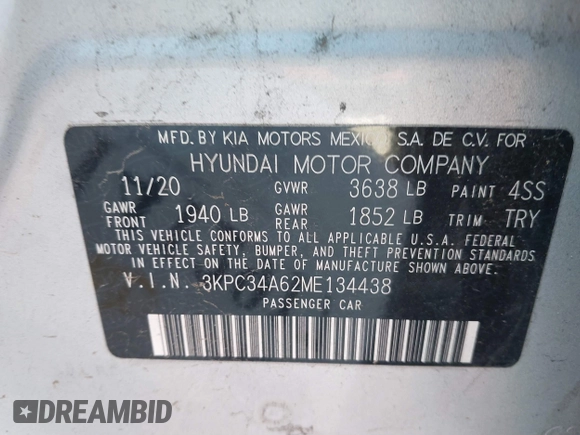 MFD. BY KIA MOTORS MEXICO S.A. DE C.V. FOR
HYUNDAI MOTOR COMPANY
11/20 GVWR 3638 LB PAINT 4SS
GAWR FRONT 1940 LB GAWR REAR 1852 LB TRIM TRY
THIS VEHICLE CONFORMS TO ALL APPLICABLE U.S.A. FEDERAL
MOTOR VEHICLE SAFETY, BUMPER, AND THEFT PREVENTION STANDARDS
IN EFFECT ON THE DATE OF MANUFACTURE SHOWN ABOVE.
V.I.N. 3KPC34A62ME134438
PASSENGER CAR
DREAMBID